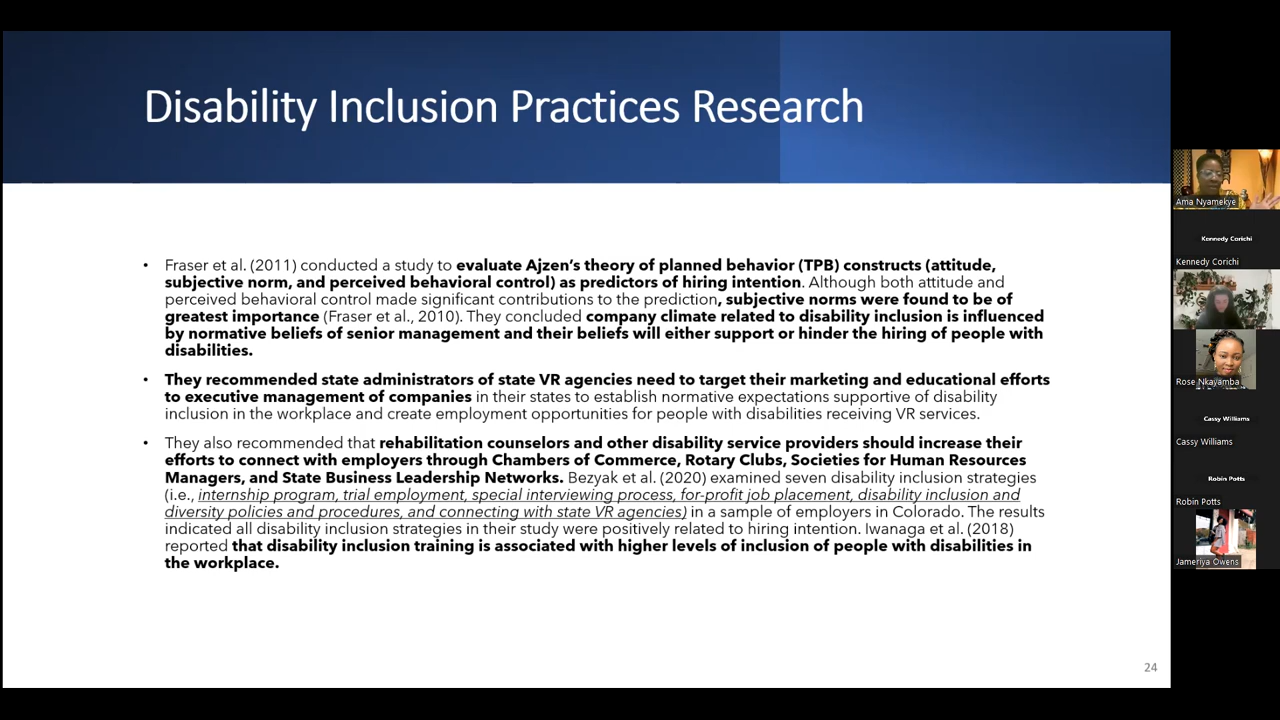 Disability Inclusion Practices Research
• Fraser et al. (2011) conducted a study to evaluate Ajzen's theory of planned behavior (TPB) constructs (attitude,
subjective norm, and perceived behavioral control) as predictors of hiring intention. Although both attitude and
perceived behavioral control made significant contributions to the prediction, subjective norms were found to be of
greatest importance (Fraser et al., 2010). They concluded company climate related to disability inclusion is influenced
by normative beliefs of senior management and their beliefs will either support or hinder the hiring of people with
disabilities.
• They recommended state administrators of state VR agencies need to target their marketing and educational efforts
to executive management of companies in their states to establish normative expectations supportive of disability
inclusion in the workplace and create employment opportunities for people with disabilities receiving VR services.
• They also recommended that rehabilitation counselors and other disability service providers should increase their
efforts to connect with employers through Chambers of Commerce, Rotary Clubs, Societies for Human Resources
Managers, and State Business Leadership Networks. Bezyak et al. (2020) examined seven disability inclusion strategies
(i.e., internship program, trial employment, special interviewing process, for-profit job placement, disability inclusion and
diversity policies and procedures, and connecting with state VR agencies) in a sample of employers in Colorado. The results
indicated all disability inclusion strategies in their study were positively related to hiring intention. Iwanaga et al. (2018)
reported that disability inclusion training is associated with higher levels of inclusion of people with disabilities in
the workplace.
24
Ama Nyamekye
Kennedy Corichi
Kennedy Corichi
Rose Nkayamba
Cassy Williams
Cassy Williams
Robin Potts
Robin Potts
Jameriya Owens